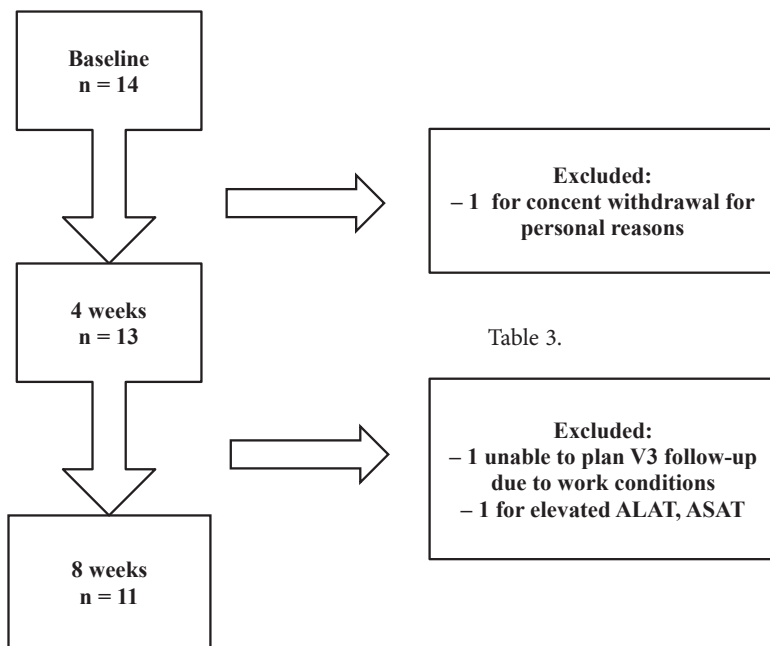 Baseline
n = 14
Excluded:
– 1 for concent withdrawal for
personal reasons
4 weeks
n = 13
Table 3.
Excluded:
– 1 unable to plan V3 follow-up
due to work conditions
– 1 for elevated ALAT, ASAT
8 weeks
n = 11